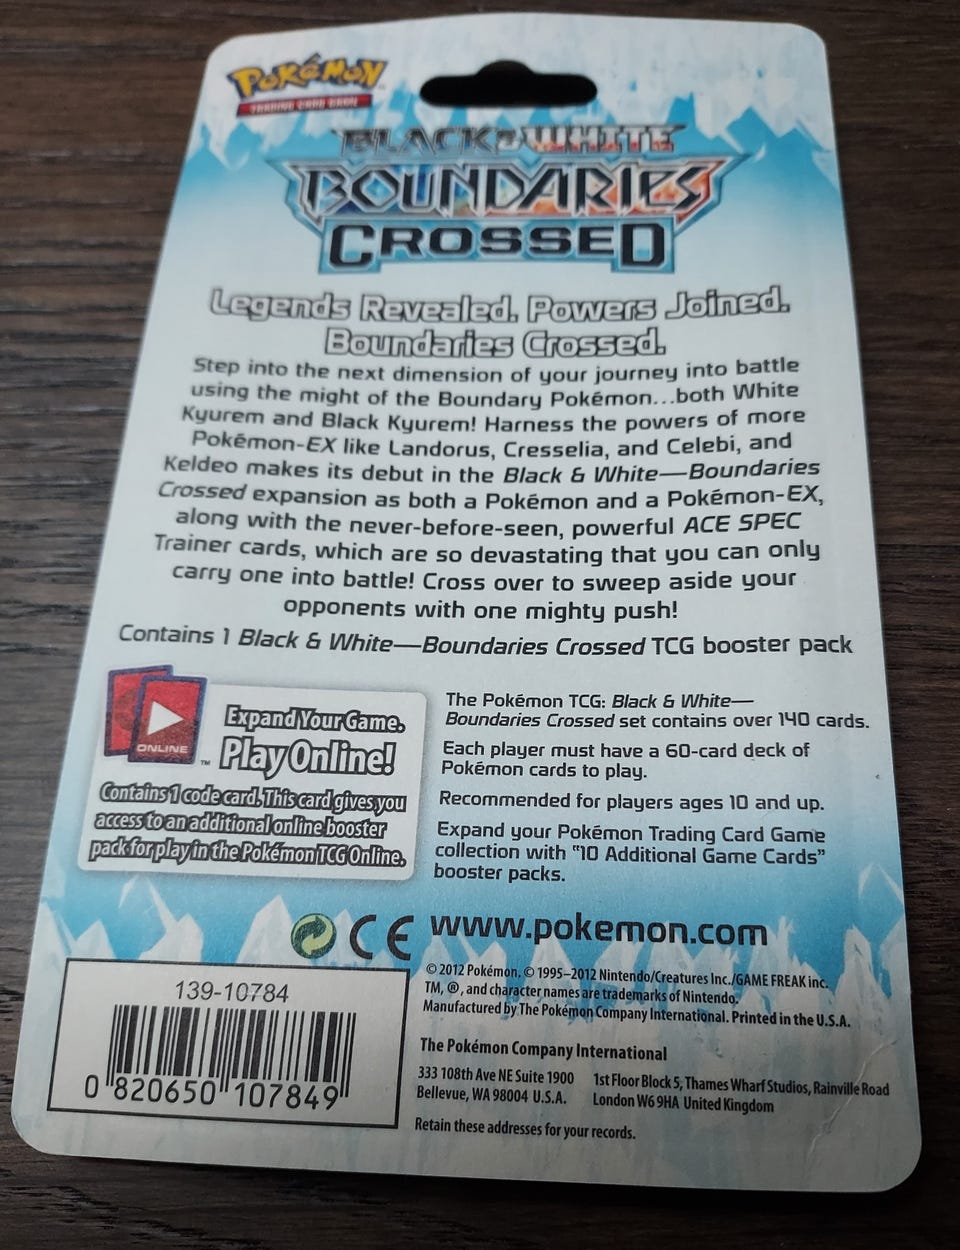 POKéMON™
TRADING CARD GAME
BLACK & WHITE
BOUNDARIES
CROSSED
Legends Revealed. Powers Joined.
Boundaries Crossed.
Step into the next dimension of your journey into battle
using the might of the Boundary Pokémon...both White
Kyurem and Black Kyurem! Harness the powers of more
Pokémon-EX like Landorus, Cresselia, and Celebi, and
Keldeo makes its debut in the Black & White—Boundaries
Crossed expansion as both a Pokémon and a Pokémon-EX,
along with the never-before-seen, powerful ACE SPEC
Trainer cards, which are so devastating that you can only
carry one into battle! Cross over to sweep aside your
opponents with one mighty push!
Contains 1 Black & White—Boundaries Crossed TCG booster pack
ONLINE™
Expand Your Game.
Play Online!
Contains 1 code card. This card gives you
access to an additional online booster
pack for play in the Pokémon TCG Online.
The Pokémon TCG: Black & White—
Boundaries Crossed set contains over 140 cards.
Each player must have a 60-card deck of
Pokémon cards to play.
Recommended for players ages 10 and up.
Expand your Pokémon Trading Card Game
collection with "10 Additional Game Cards"
booster packs.
CE www.pokemon.com
139-10784
0 820650 107849
© 2012 Pokémon. © 1995–2012 Nintendo/Creatures Inc./GAME FREAK inc.
TM, ®, and character names are trademarks of Nintendo.
Manufactured by The Pokémon Company International. Printed in the U.S.A.
The Pokémon Company International
333 108th Ave NE Suite 1900
Bellevue, WA 98004 U.S.A.
1st Floor Block 5, Thames Wharf Studios, Rainville Road
London W6 9HA United Kingdom
Retain these addresses for your records.